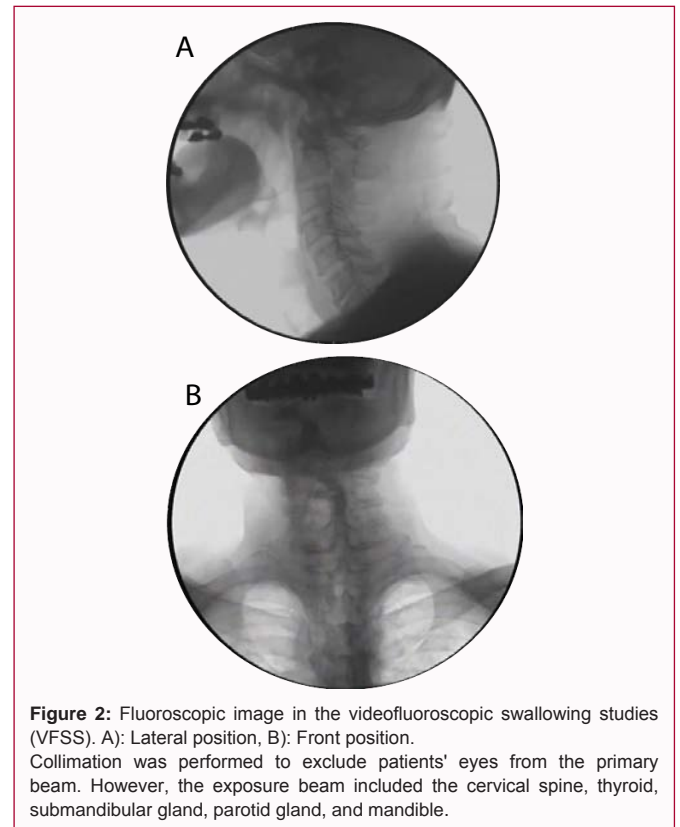 A
B
Figure 2: Fluoroscopic image in the videofluoroscopic swallowing studies
(VFSS). A): Lateral position, B): Front position.
Collimation was performed to exclude patients' eyes from the primary
beam. However, the exposure beam included the cervical spine, thyroid,
submandibular gland, parotid gland, and mandible.